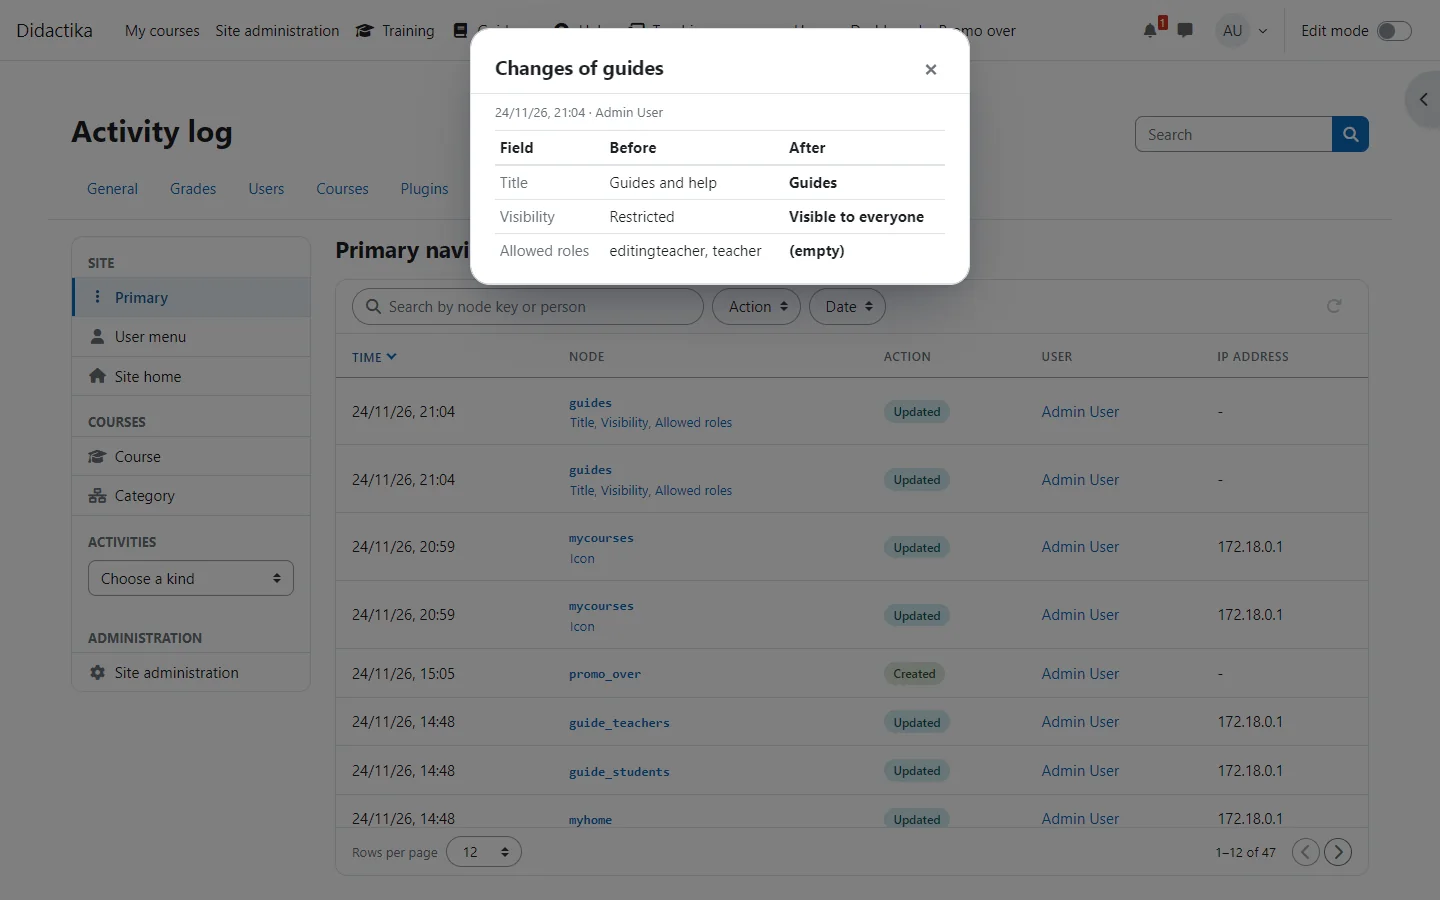 Didactika
My courses
Site administration
Training
Promo over
1
AU
Edit mode
Changes of guides
24/11/26, 21:04 · Admin User
Field Before After
Title Guides and help Guides
Visibility Restricted Visible to everyone
Allowed roles editingteacher, teacher (empty)
Activity log
Search
General
Grades
Users
Courses
Plugins
SITE
Primary
User menu
Site home
COURSES
Course
Category
ACTIVITIES
Choose a kind
ADMINISTRATION
Site administration
Primary navi
Search by node key or person
Action
Date
TIME NODE ACTION USER IP ADDRESS
24/11/26, 21:04 guides Updated Admin User -
Title, Visibility, Allowed roles
24/11/26, 21:04 guides Updated Admin User -
Title, Visibility, Allowed roles
24/11/26, 20:59 mycourses Updated Admin User 172.18.0.1
Icon
24/11/26, 20:59 mycourses Updated Admin User 172.18.0.1
Icon
24/11/26, 15:05 promo_over Created Admin User -
24/11/26, 14:48 guide_teachers Updated Admin User 172.18.0.1
24/11/26, 14:48 guide_students Updated Admin User 172.18.0.1
24/11/26, 14:48 myhome Updated Admin User 172.18.0.1
Rows per page 12
1–12 of 47